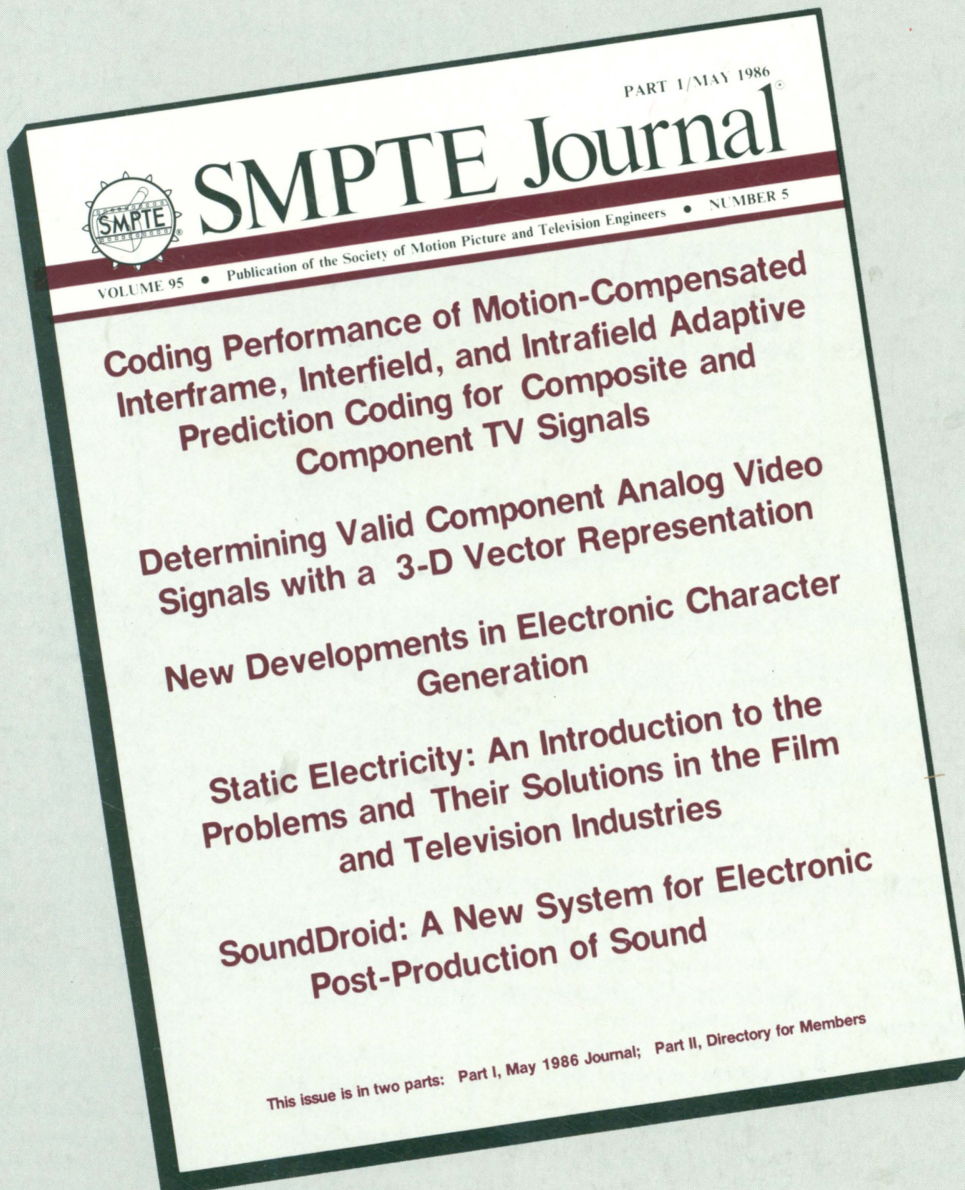 PART 1/MAY 1986
SMPTE Journal®
SMPTE®
VOLUME 95 • Publication of the Society of Motion Picture and Television Engineers • NUMBER 5
Coding Performance of Motion-Compensated
Interframe, Interfield, and Intrafield Adaptive
Prediction Coding for Composite and
Component TV Signals
Determining Valid Component Analog Video
Signals with a 3-D Vector Representation
New Developments in Electronic Character
Generation
Static Electricity: An Introduction to the
Problems and Their Solutions in the Film
and Television Industries
SoundDroid: A New System for Electronic
Post-Production of Sound
This issue is in two parts: Part I, May 1986 Journal; Part II, Directory for Members